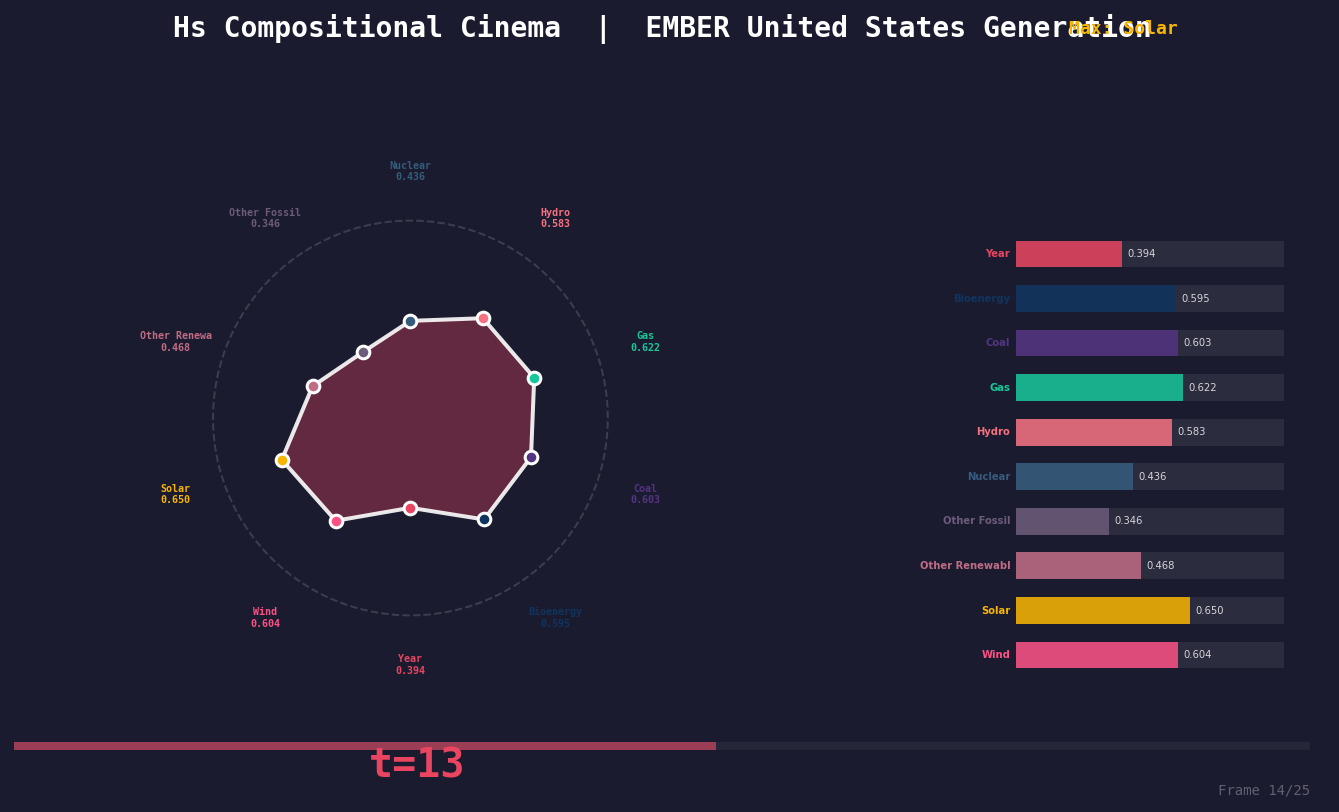 Hs Compositional Cinema | EMBER United States Generation
Max: Solar
Nuclear
0.436
Other Fossil
0.346
Hydro
0.583
Other Renewa
0.468
Gas
0.622
Solar
0.650
Coal
0.603
Wind
0.604
Bioenergy
0.595
Year
0.394
Year 0.394
Bioenergy 0.595
Coal 0.603
Gas 0.622
Hydro 0.583
Nuclear 0.436
Other Fossil 0.346
Other Renewabl 0.468
Solar 0.650
Wind 0.604
t=13
Frame 14/25